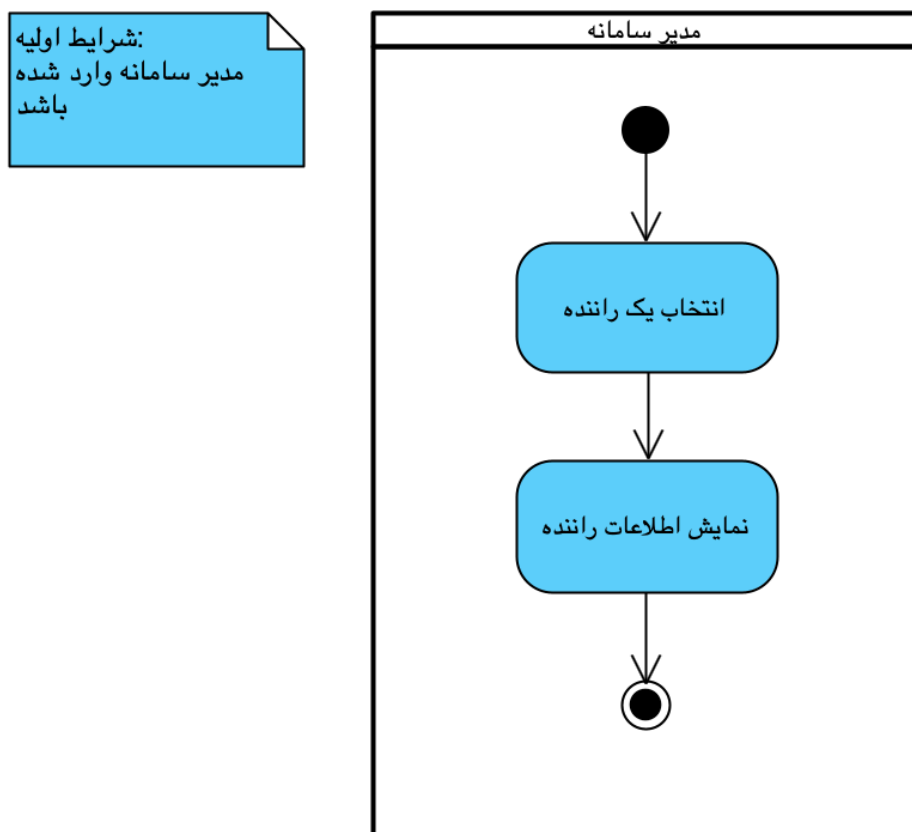 شرایط اولیه:
مدیر سامانه وارد شده
باشد
مدیر سامانه
انتخاب یک راننده
نمایش اطلاعات راننده